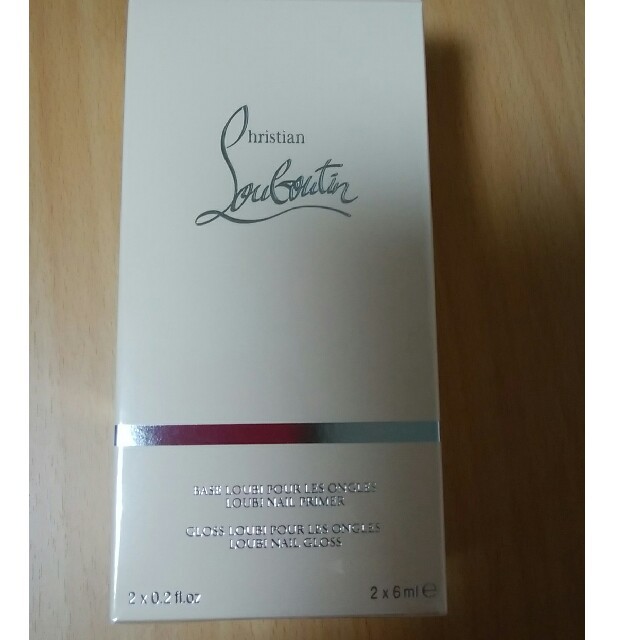 Christian
Louboutin
BASE LOUBI POUR LES ONGLES
LOUBI NAIL PRIMER
GLOSS LOUBI POUR LES ONGLES
LOUBI NAIL GLOSS
2 x 0.2 fl.oz
2 x 6 ml ℮